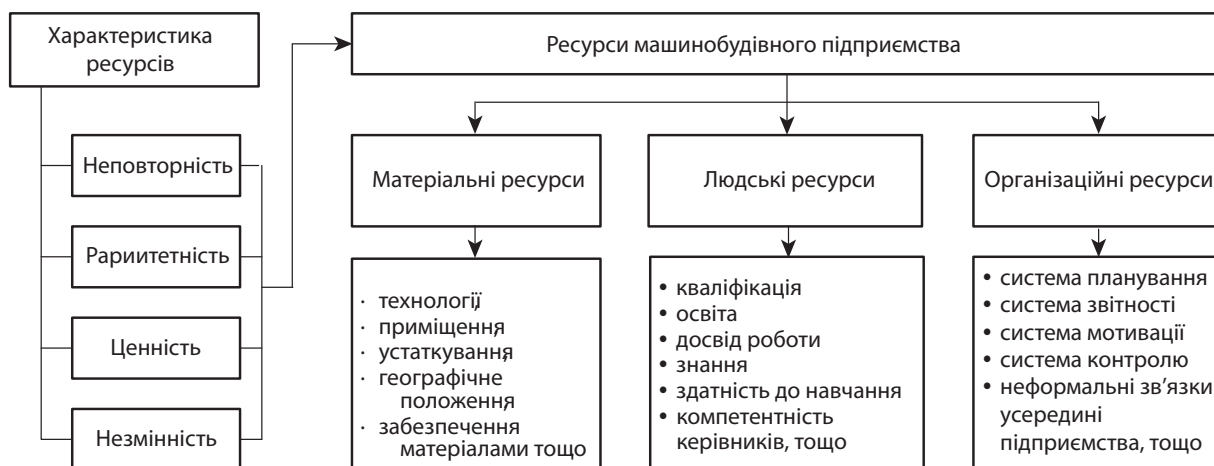 Характеристика
ресурсів
Ресурси машинобудівного підприємства
Неповторність
Рариитетність
Ценність
Незмінність
Матеріальні ресурси
Людські ресурси
Організаційні ресурси
· технології,
· приміщення,
· устаткування,
· географічне
положення,
· забезпечення
матеріалами тощо
• кваліфікація
• освіта
• досвід роботи
• знання
• здатність до навчання
• компетентність
керівників, тощо
• система планування
• система звітності
• система мотивації
• система контролю
• неформальні зв’язки
усередині
підприємства, тощо